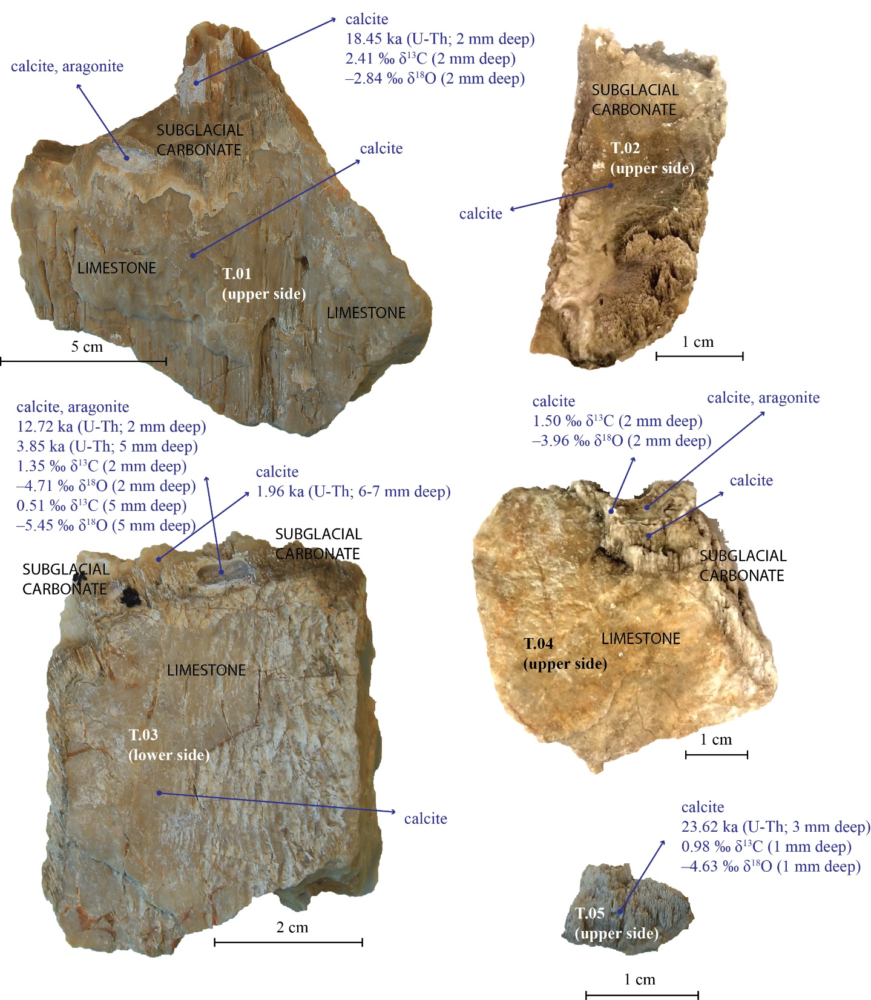 calcite
18.45 ka (U-Th; 2 mm deep)
2.41 ‰ δ¹³C (2 mm deep)
–2.84 ‰ δ¹⁸O (2 mm deep)
calcite, aragonite
SUBGLACIAL
CARBONATE
calcite
LIMESTONE
T.01
(upper side)
LIMESTONE
5 cm
SUBGLACIAL
CARBONATE
T.02
(upper side)
calcite
1 cm
calcite, aragonite
12.72 ka (U-Th; 2 mm deep)
3.85 ka (U-Th; 5 mm deep)
1.35 ‰ δ¹³C (2 mm deep)
–4.71 ‰ δ¹⁸O (2 mm deep)
0.51 ‰ δ¹³C (5 mm deep)
–5.45 ‰ δ¹⁸O (5 mm deep)
calcite
1.96 ka (U-Th; 6-7 mm deep)
SUBGLACIAL
CARBONATE
SUBGLACIAL
CARBONATE
LIMESTONE
T.03
(lower side)
calcite
2 cm
calcite
1.50 ‰ δ¹³C (2 mm deep)
–3.96 ‰ δ¹⁸O (2 mm deep)
calcite, aragonite
calcite
SUBGLACIAL
CARBONATE
LIMESTONE
T.04
(upper side)
1 cm
calcite
23.62 ka (U-Th; 3 mm deep)
0.98 ‰ δ¹³C (1 mm deep)
–4.63 ‰ δ¹⁸O (1 mm deep)
T.05
(upper side)
1 cm